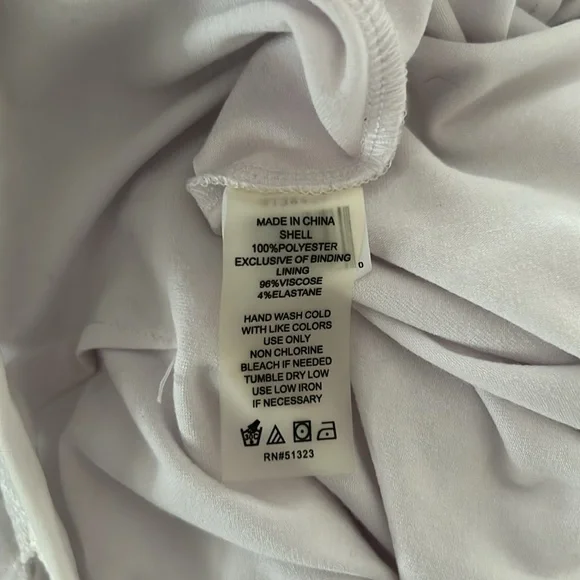 MADE IN CHINA
SHELL
100%POLYESTER
EXCLUSIVE OF BINDING
LINING
96%VISCOSE
4%ELASTANE
HAND WASH COLD
WITH LIKE COLORS
USE ONLY
NON CHLORINE
BLEACH IF NEEDED
TUMBLE DRY LOW
USE LOW IRON
IF NECESSARY
RN#51323